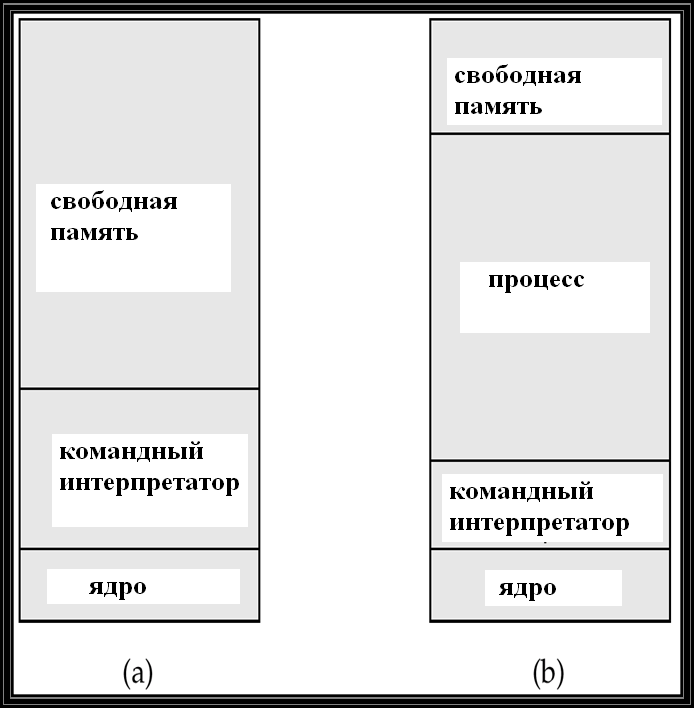 свободная
память
командный
интерпретатор
ядро
(a)
свободная
память
процесс
командный
интерпретатор
ядро
(b)